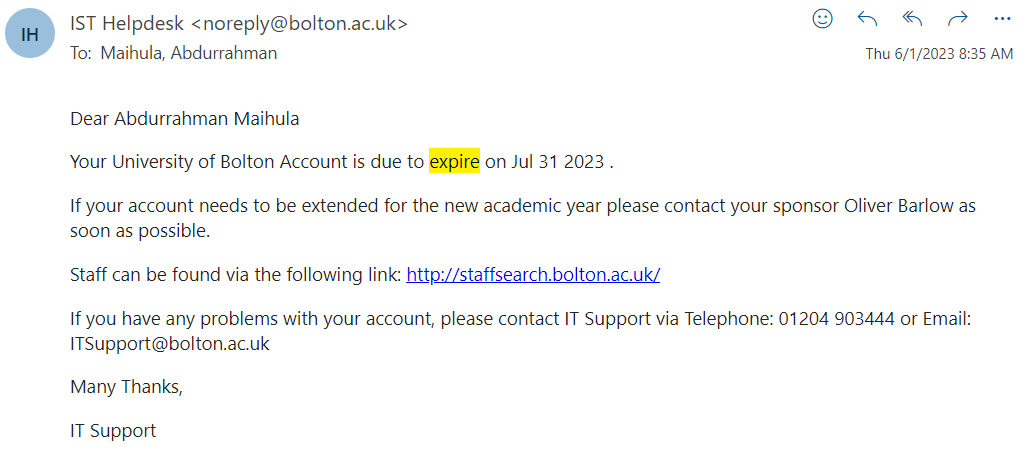 IH
IST Helpdesk <noreply@bolton.ac.uk>
To: Maihula, Abdurrahman
Thu 6/1/2023 8:35 AM
Dear Abdurrahman Maihula
Your University of Bolton Account is due to expire on Jul 31 2023 .
If your account needs to be extended for the new academic year please contact your sponsor Oliver Barlow as
soon as possible.
Staff can be found via the following link: http://staffsearch.bolton.ac.uk/
If you have any problems with your account, please contact IT Support via Telephone: 01204 903444 or Email:
ITSupport@bolton.ac.uk
Many Thanks,
IT Support